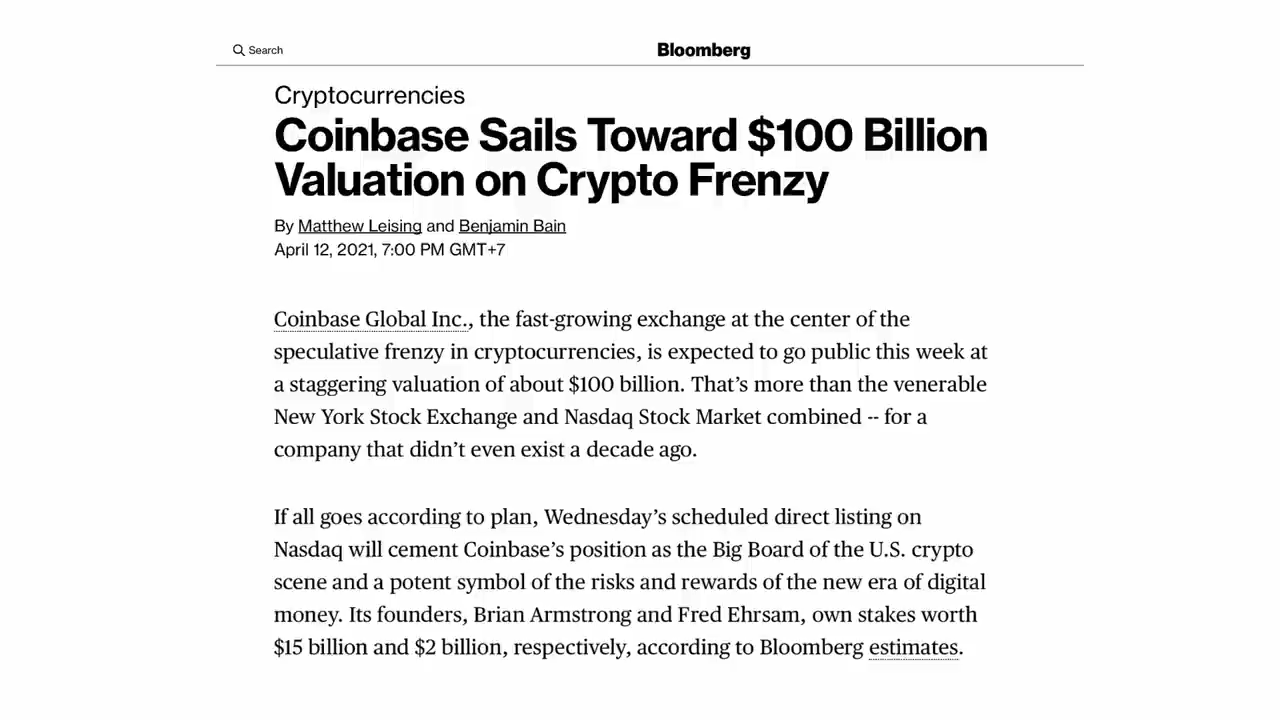 Search
Bloomberg
Cryptocurrencies
Coinbase Sails Toward $100 Billion
Valuation on Crypto Frenzy
By Matthew Leising and Benjamin Bain
April 12, 2021, 7:00 PM GMT+7
Coinbase Global Inc., the fast-growing exchange at the center of the
speculative frenzy in cryptocurrencies, is expected to go public this week at
a staggering valuation of about $100 billion. That’s more than the venerable
New York Stock Exchange and Nasdaq Stock Market combined -- for a
company that didn’t even exist a decade ago.
If all goes according to plan, Wednesday’s scheduled direct listing on
Nasdaq will cement Coinbase’s position as the Big Board of the U.S. crypto
scene and a potent symbol of the risks and rewards of the new era of digital
money. Its founders, Brian Armstrong and Fred Ehrsam, own stakes worth
$15 billion and $2 billion, respectively, according to Bloomberg estimates.